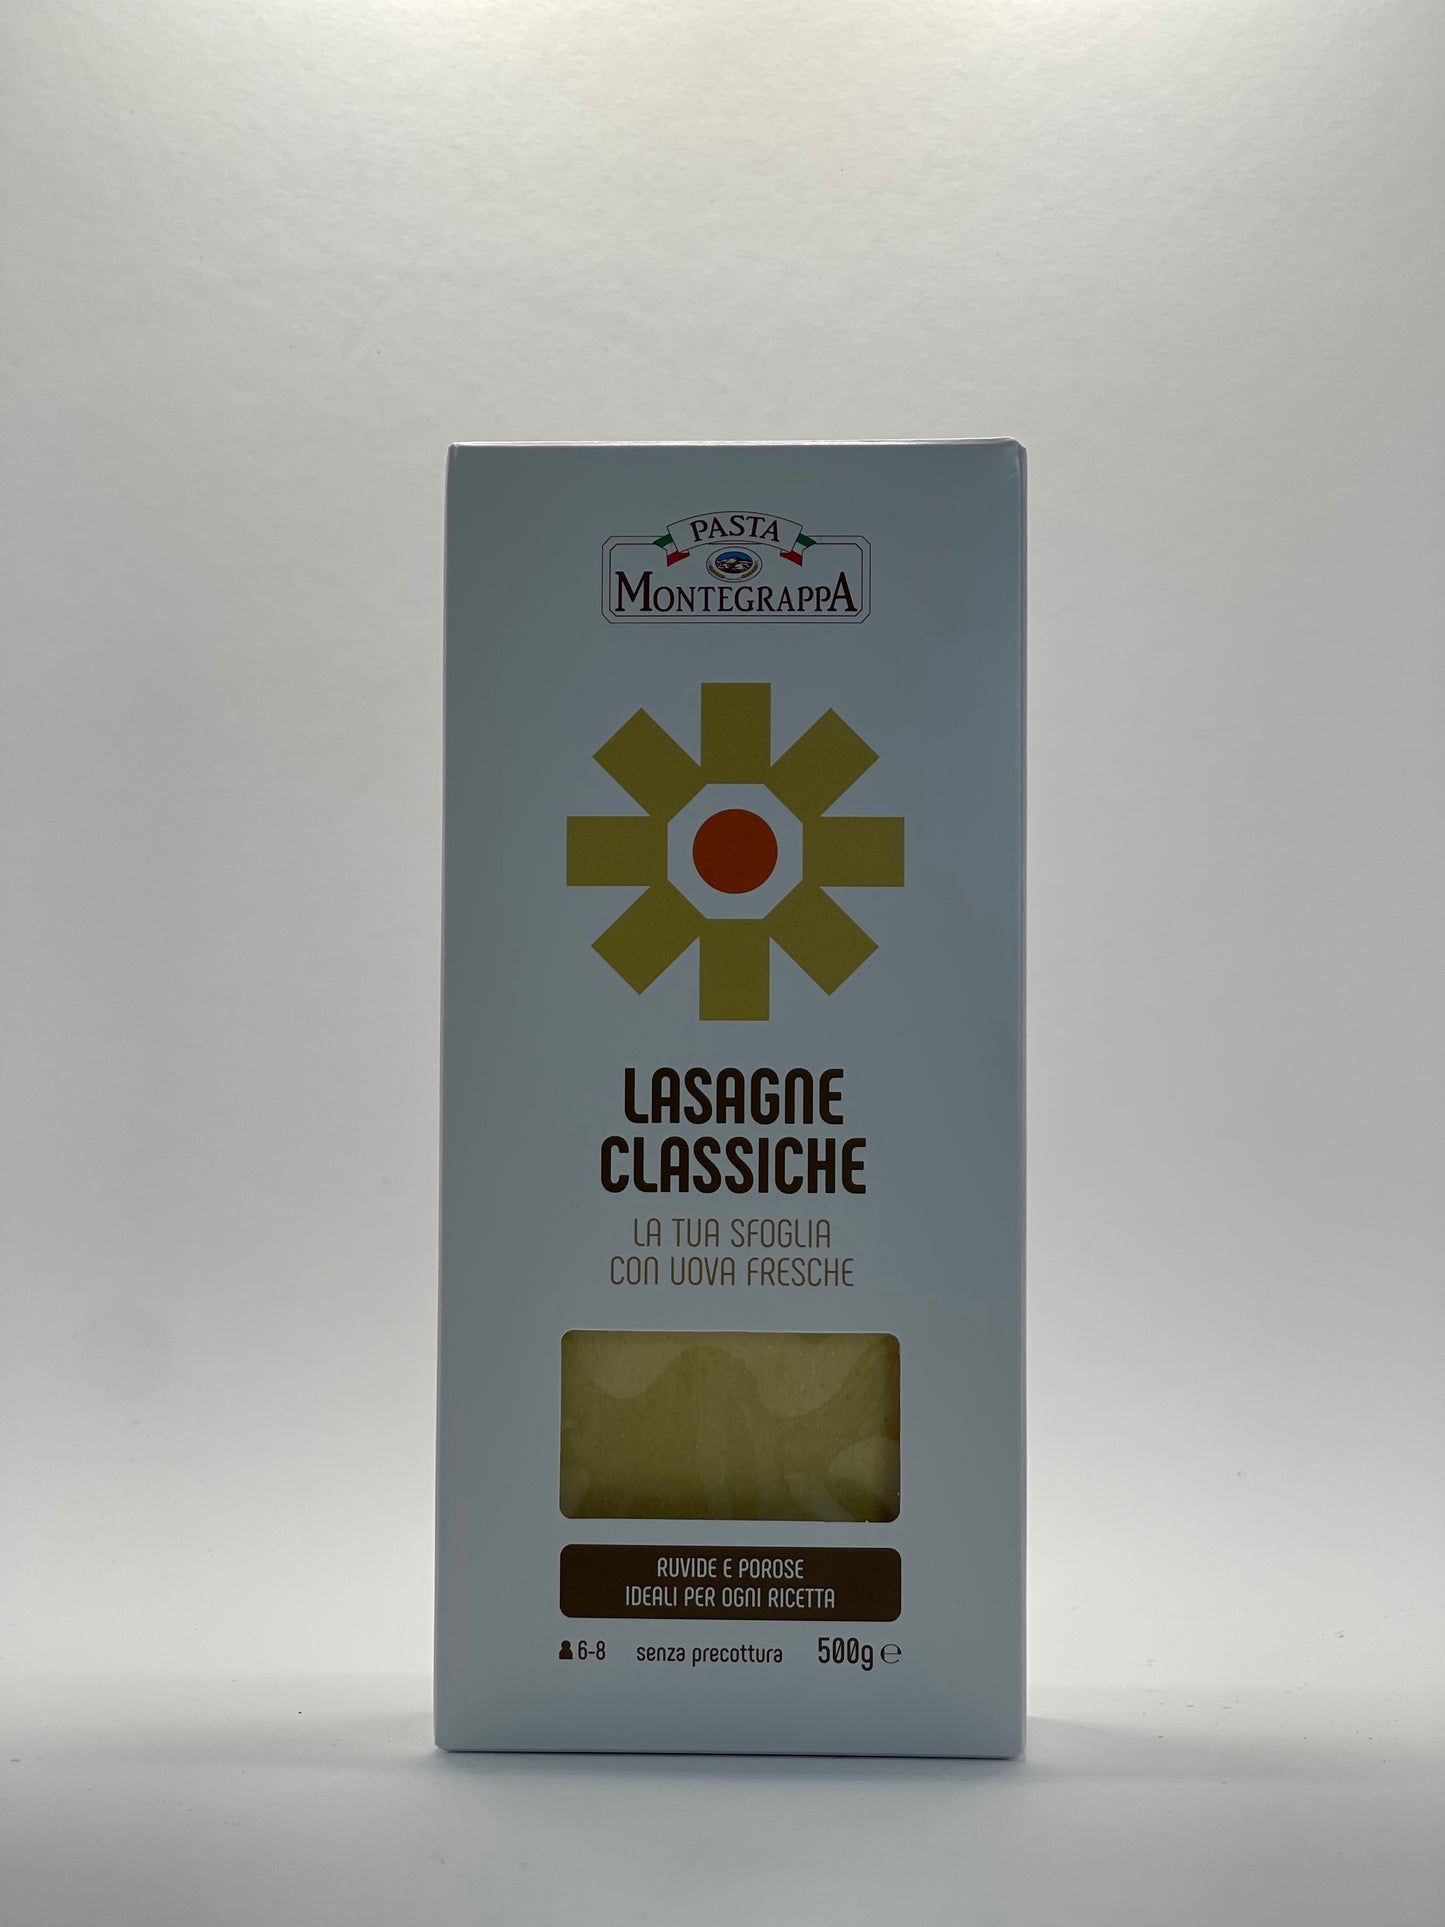 PASTA
MONTEGRAPPA
LASAGNE
CLASSICHE
LA TUA SFOGLIA
CON UOVA FRESCHE
RUVIDE E POROSE
IDEALI PER OGNI RICETTA
6-8 senza precottura 500g ℮